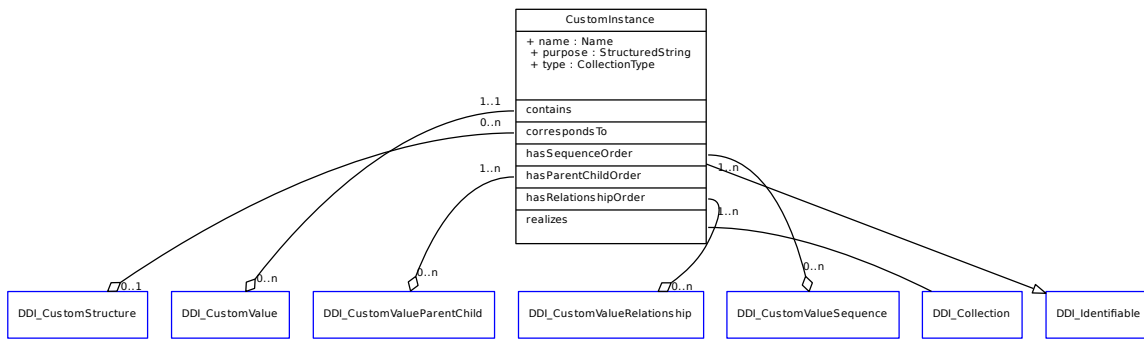 CustomInstance
+ name : Name
+ purpose : StructuredString
+ type : CollectionType
1..1
contains
0..n
correspondsTo
hasSequenceOrder
1..n
1..n
hasParentChildOrder
hasRelationshipOrder
1..n
realizes
0..n
0..n
0..1
0..n
0..n
DDI_CustomStructure
DDI_CustomValue
DDI_CustomValueParentChild
DDI_CustomValueRelationship
DDI_CustomValueSequence
DDI_Collection
DDI_Identifiable